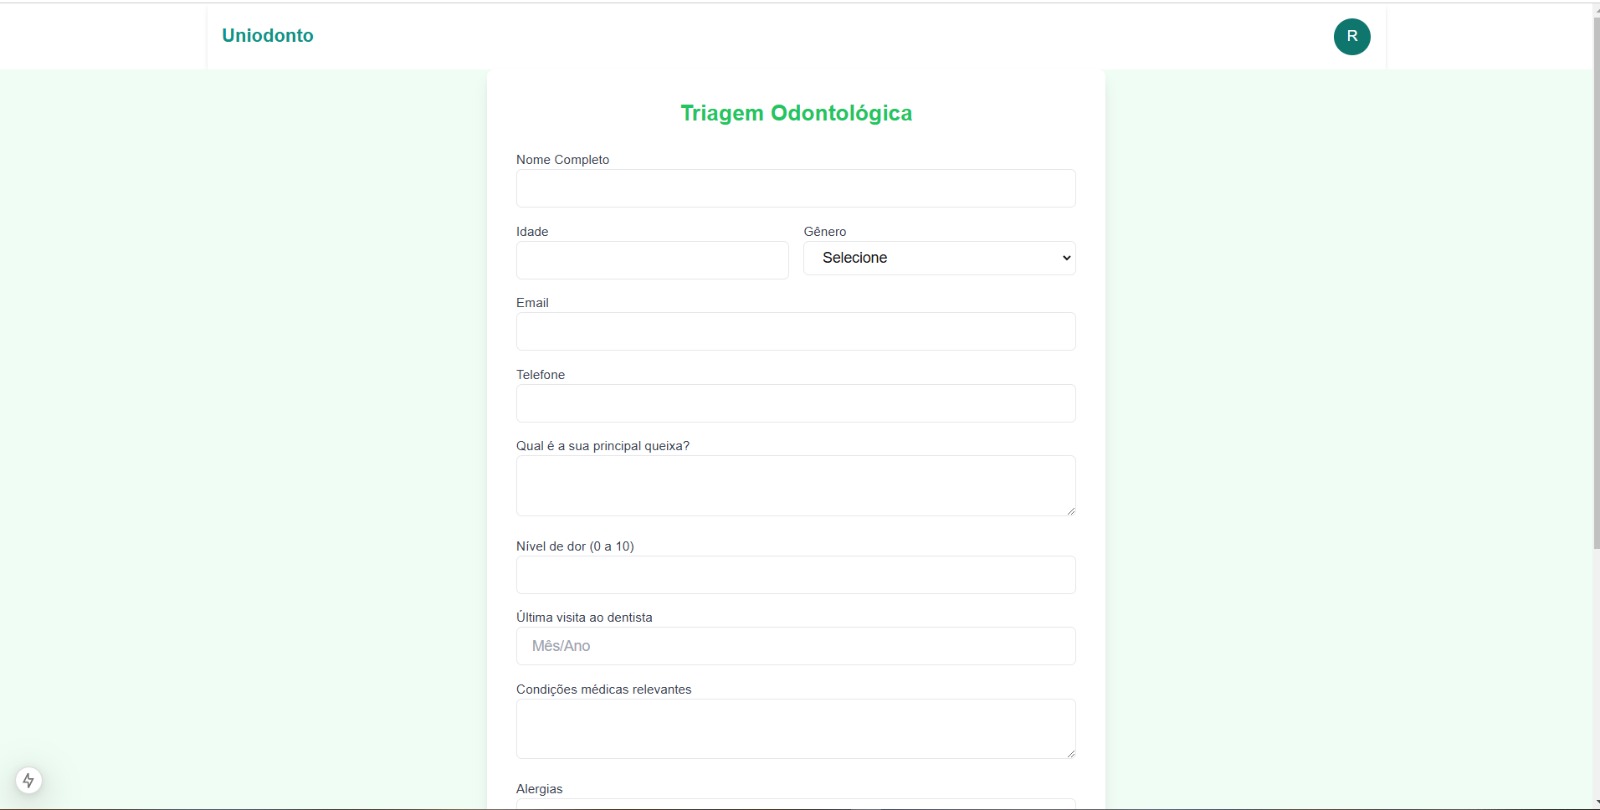 Uniodonto
R
Triagem Odontológica
Nome Completo
Idade
Gênero
Selecione
Email
Telefone
Qual é a sua principal queixa?
Nível de dor (0 a 10)
Última visita ao dentista
Mês/Ano
Condições médicas relevantes
Alergias